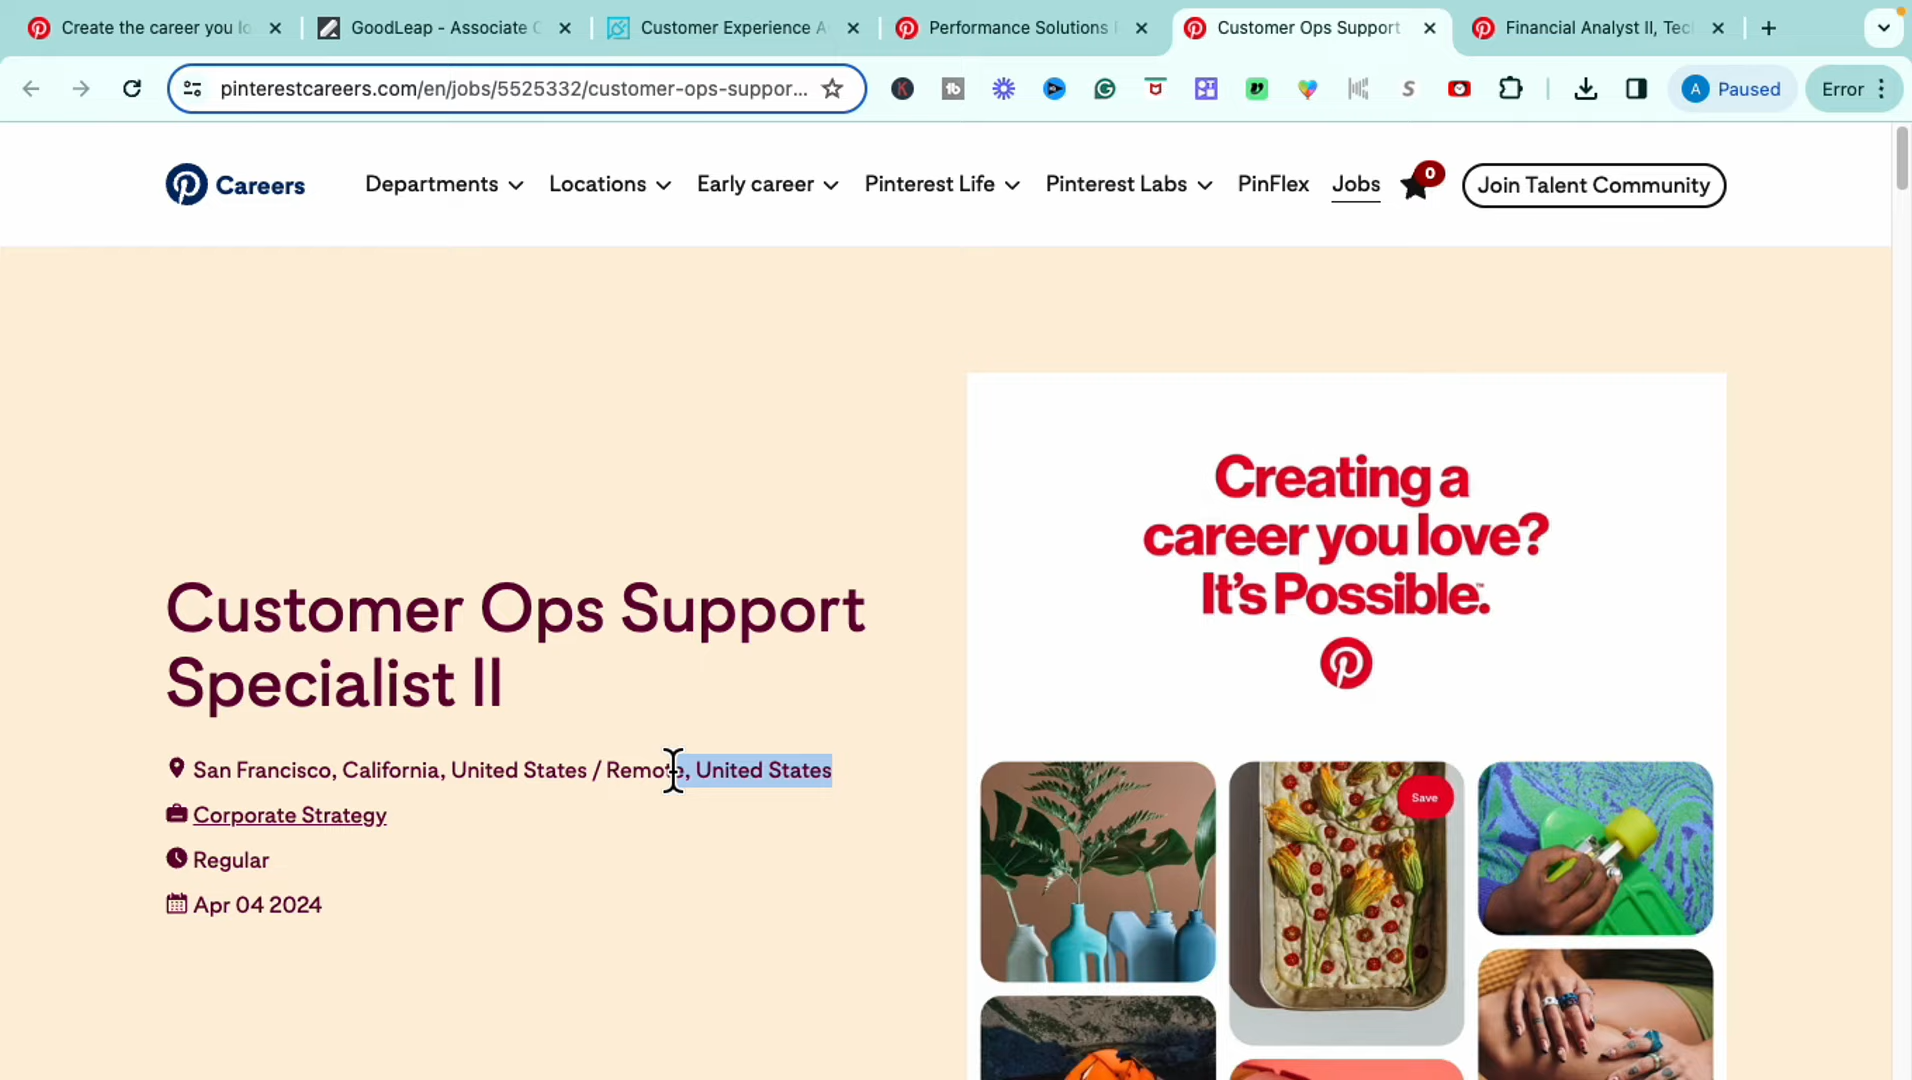 Create the career you lo
GoodLeap - Associate C
Customer Experience A
Performance Solutions
Customer Ops Support
Financial Analyst II, Tec
pinterestcareers.com/en/jobs/5525332/customer-ops-suppor...
A Paused
Error
Careers
Departments
Locations
Early career
Pinterest Life
Pinterest Labs
PinFlex
Jobs
0
Join Talent Community
Customer Ops Support
Specialist II
San Francisco, California, United States / Remote, United States
Corporate Strategy
Regular
Apr 04 2024
Creating a
career you love?
It's Possible.
Save